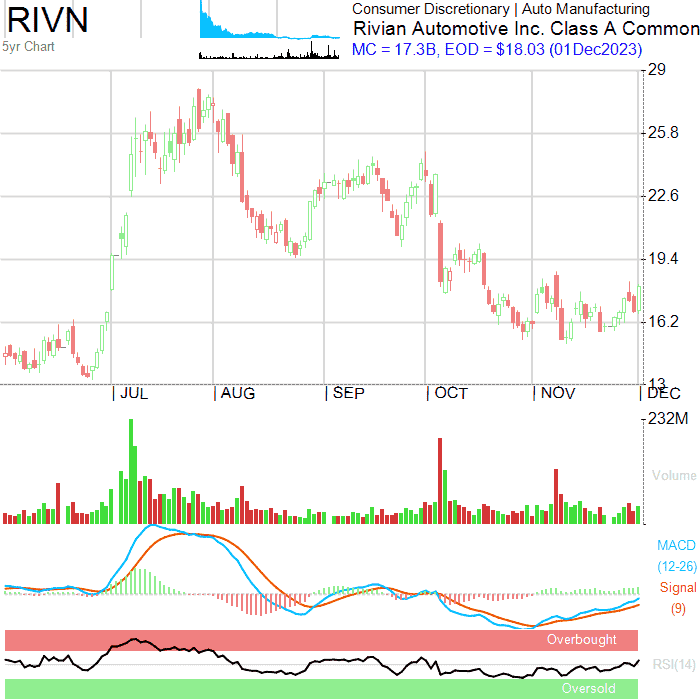 RIVN
5yr Chart
Consumer Discretionary | Auto Manufacturing
Rivian Automotive Inc. Class A Common
MC = 17.3B, EOD = $18.03 (01Dec2023)
29
25.8
22.6
19.4
16.2
13
JUL AUG SEP OCT NOV DEC
232M
Volume
MACD
(12-26)
Signal
(9)
Overbought
RSI(14)
Oversold